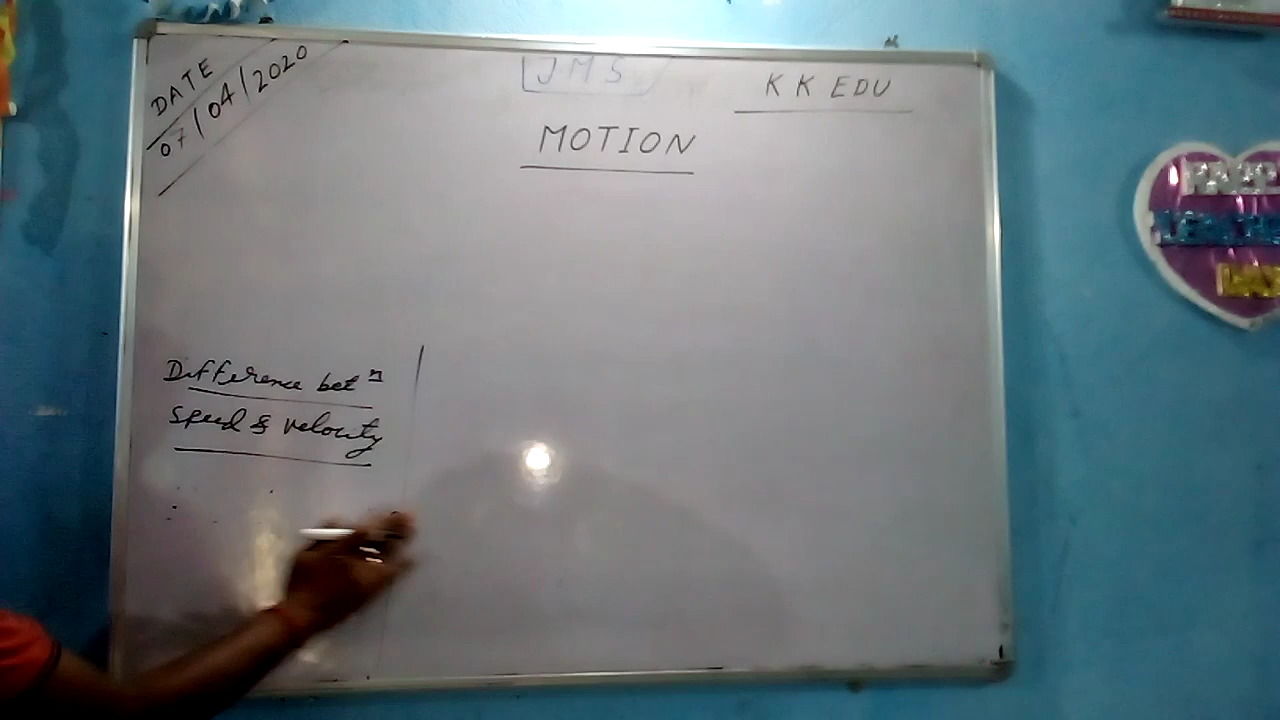 DATE
07/04/2020
JMS
K K EDU
MOTION
Difference betⁿ
speed & velocity